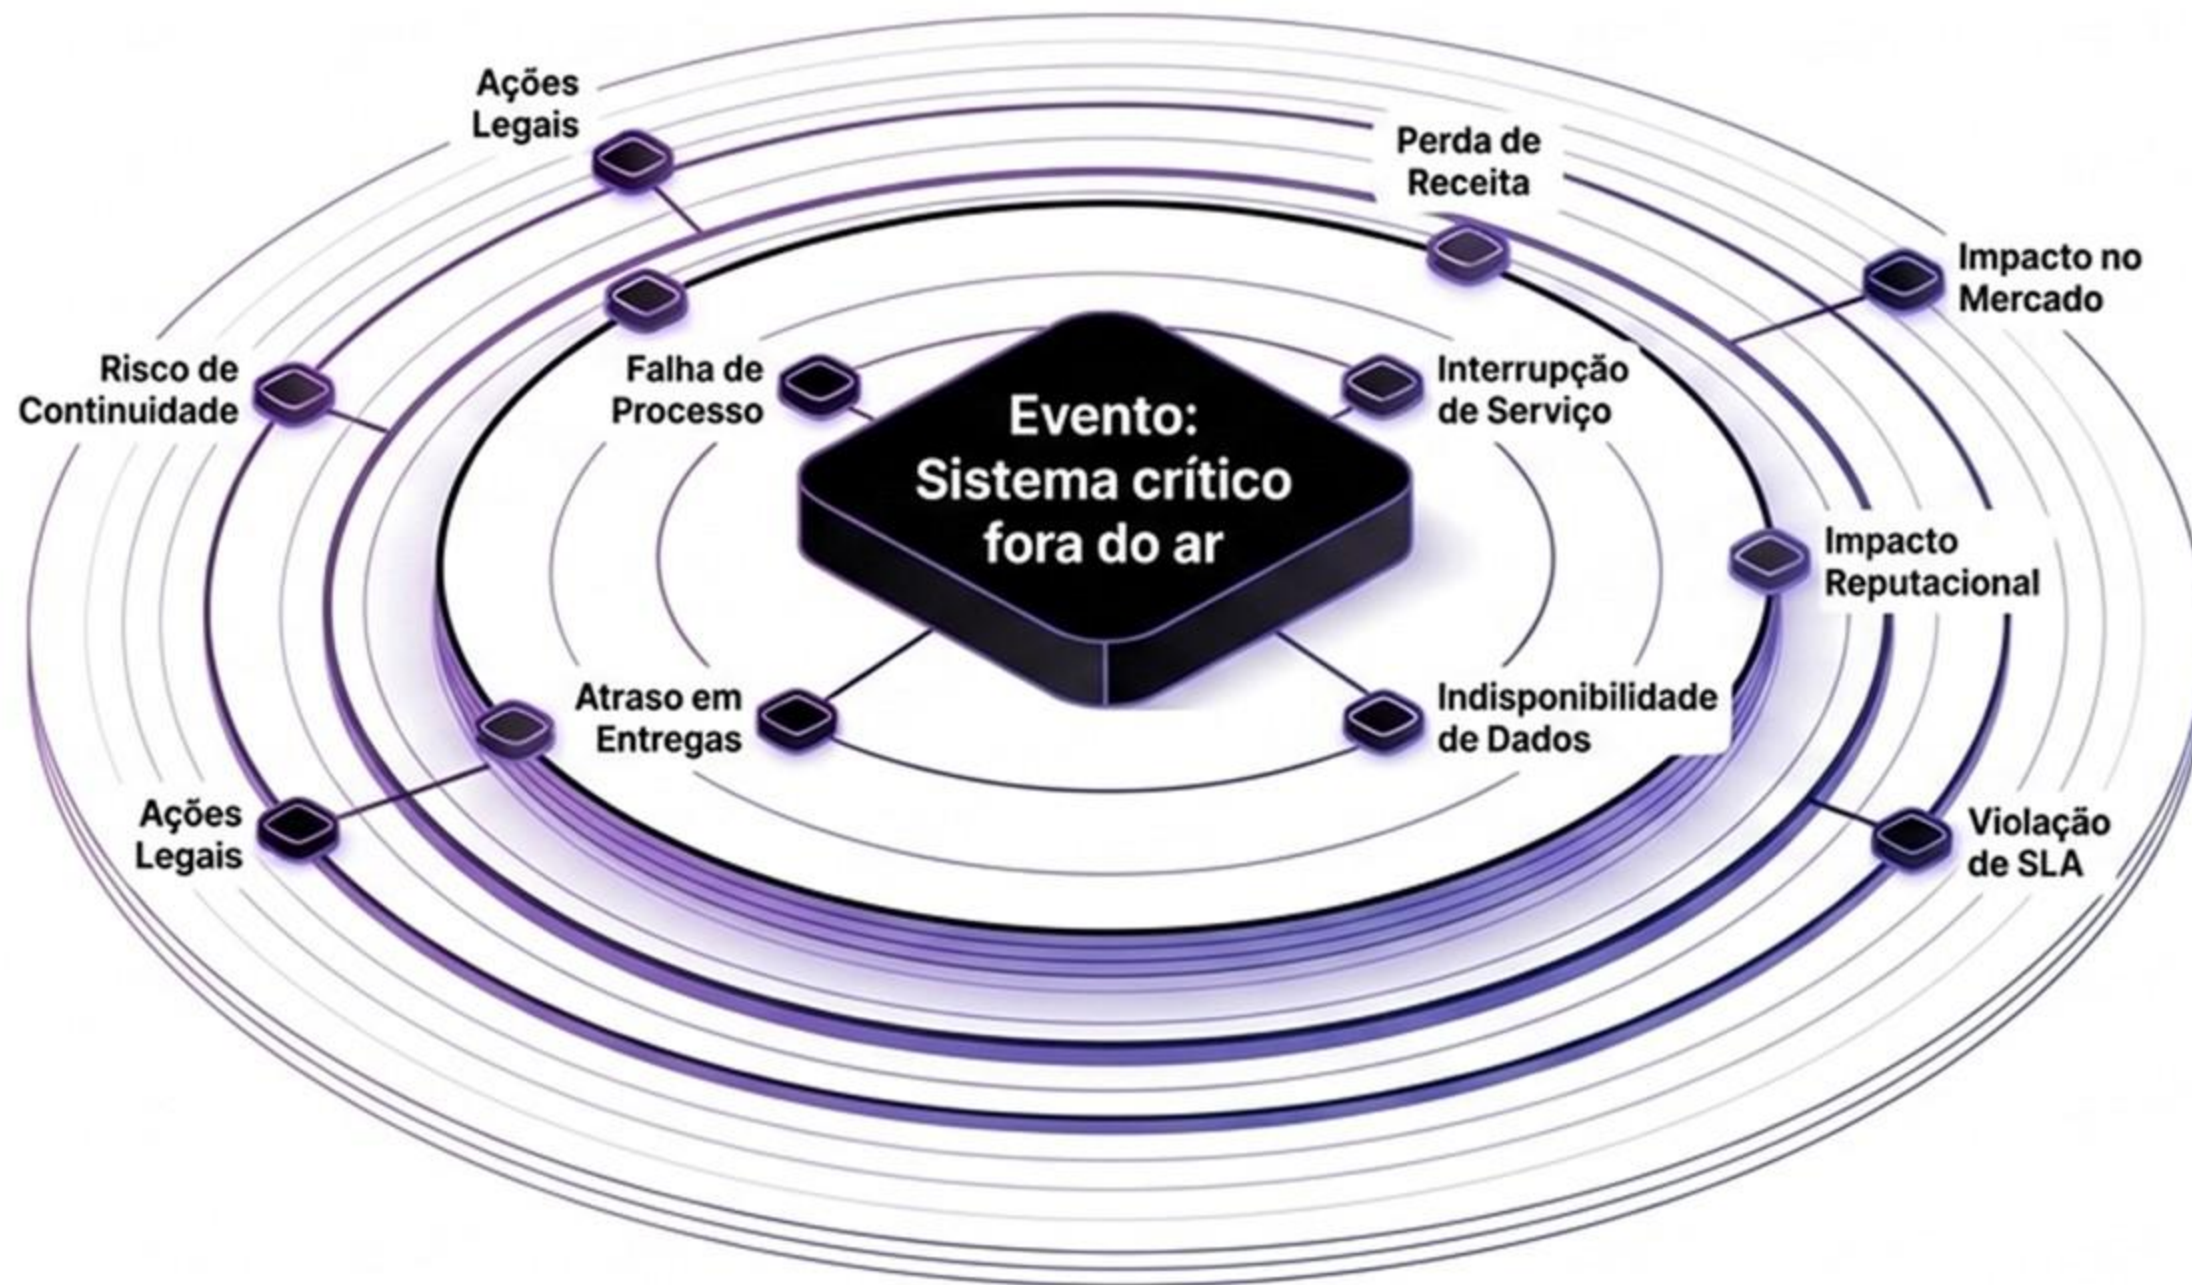 Ações
Legais
Perda de
Receita
Impacto no
Mercado
Risco de
Continuidade
Falha de
Processo
Interrupção
de Serviço
Evento:
Sistema crítico
fora do ar
Impacto
Reputacional
Atraso em
Entregas
Indisponibilidade
de Dados
Ações
Legais
Violação
de SLA